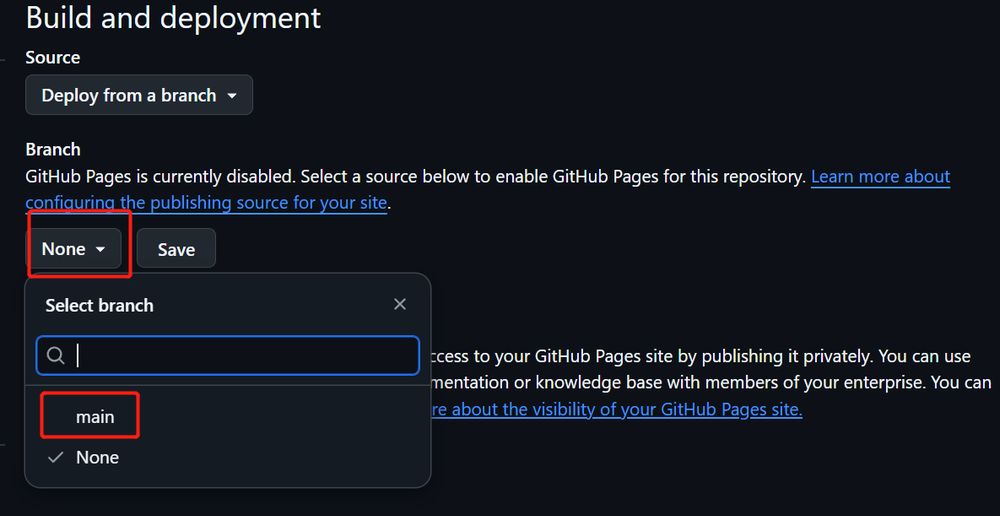 Build and deployment
Source
Deploy from a branch
Branch
GitHub Pages is currently disabled. Select a source below to enable GitHub Pages for this repository. Learn more about
configuring the publishing source for your site.
None
Save
Select branch
ccess to your GitHub Pages site by publishing it privately. You can use
mentation or knowledge base with members of your enterprise. You can
main
re about the visibility of your GitHub Pages site.
None